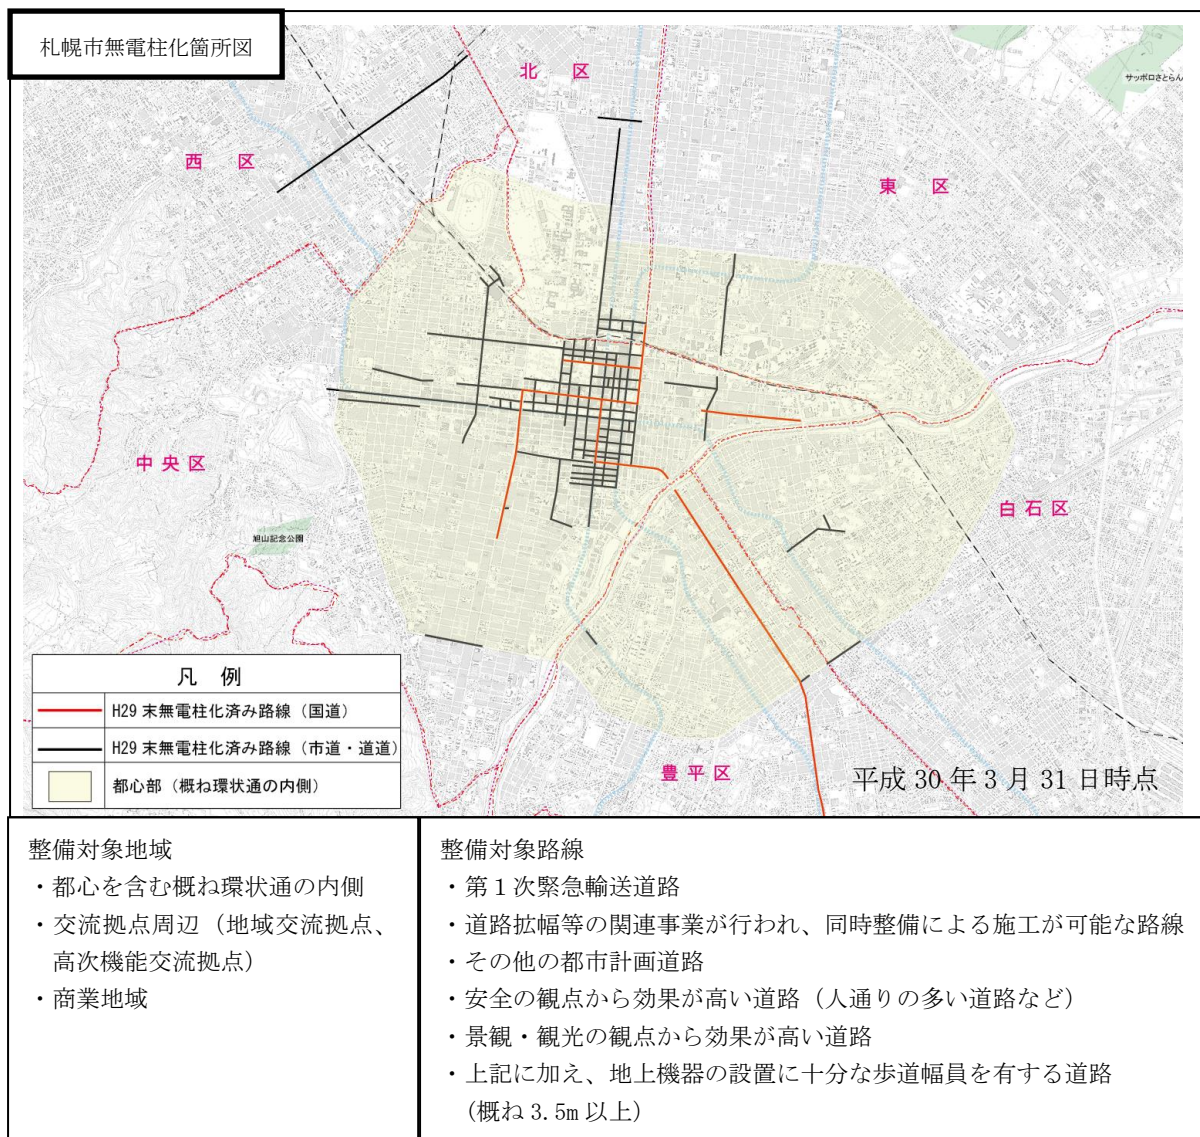 札幌市無電柱化箇所図
北区
サッポロさとらん
西区
東区
中央区
白石区
旭山記念公園
豊平区
凡 例
H29 末無電柱化済み路線（国道）
H29 末無電柱化済み路線（市道・道道）
都心部（概ね環状通の内側）
平成 30 年 3 月 31 日時点
整備対象地域
・都心を含む概ね環状通の内側
・交流拠点周辺（地域交流拠点、
高次機能交流拠点）
・商業地域
整備対象路線
・第１次緊急輸送道路
・道路拡幅等の関連事業が行われ、同時整備による施工が可能な路線
・その他の都市計画道路
・安全の観点から効果が高い道路（人通りの多い道路など）
・景観・観光の観点から効果が高い道路
・上記に加え、地上機器の設置に十分な歩道幅員を有する道路
（概ね 3.5m 以上）